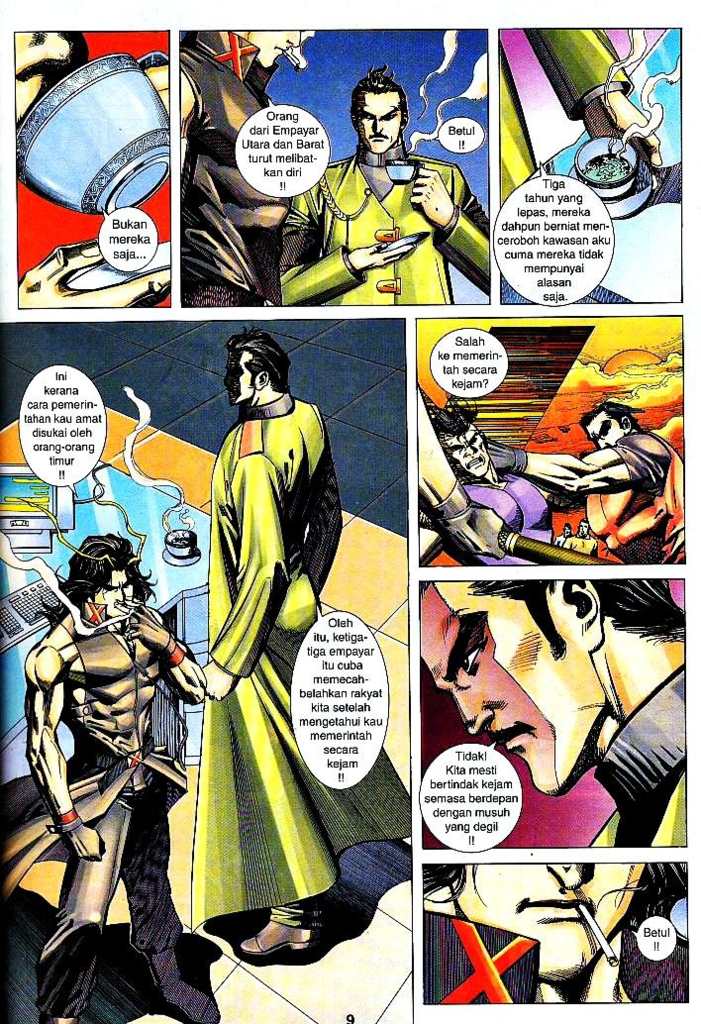 Bukan
mereka
saja...
Orang
dari Empayar
Utara dan Barat
turut melibat-
kan diri
!!
Betul
!!
Tiga
tahun yang
lepas, mereka
dahpun berniat men-
ceroboh kawasan aku
cuma mereka tidak
mempunyai
alasan
saja.
Ini
kerana
cara pemerin-
tahan kau amat
disukai oleh
orang-orang
timur
!!
Oleh
itu, ketiga-
tiga empayar
itu cuba
memecah-
belahkan rakyat
kita setelah
mengetahui kau
memerintah
secara
kejam
!!
Salah
ke memerin-
tah secara
kejam?
Tidak!
Kita mesti
bertindak kejam
semasa berdepan
dengan musuh
yang degil
!!
Betul
!!
9